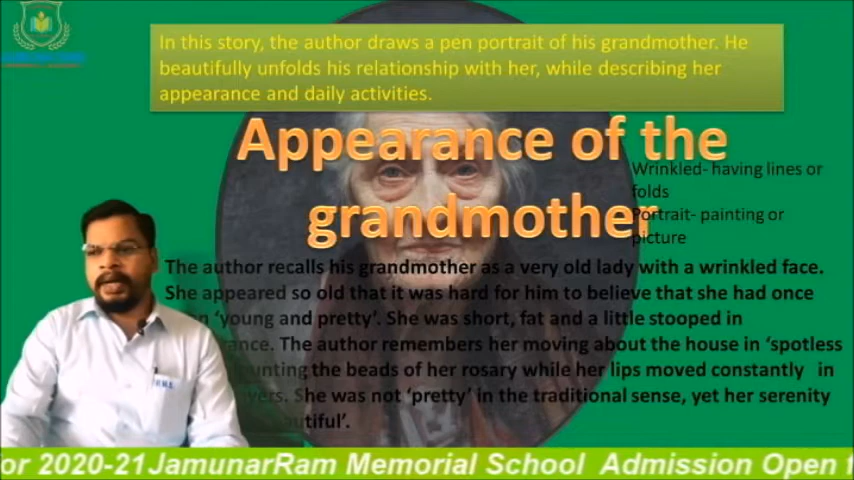 In this story, the author draws a pen portrait of his grandmother. He
beautifully unfolds his relationship with her, while describing her
appearance and daily activities.
Appearance of the
grandmother
Wrinkled- having lines or
folds
Portrait- painting or
picture
The author recalls his grandmother as a very old lady with a wrinkled face.
She appeared so old that it was hard for him to believe that she had once
'young and pretty'. She was short, fat and a little stooped in
The author remembers her moving about the house in 'spotless
the beads of her rosary while her lips moved constantly in
She was not 'pretty' in the traditional sense, yet her serenity
or 2020-21 JamunarRam Memorial School Admission Open f